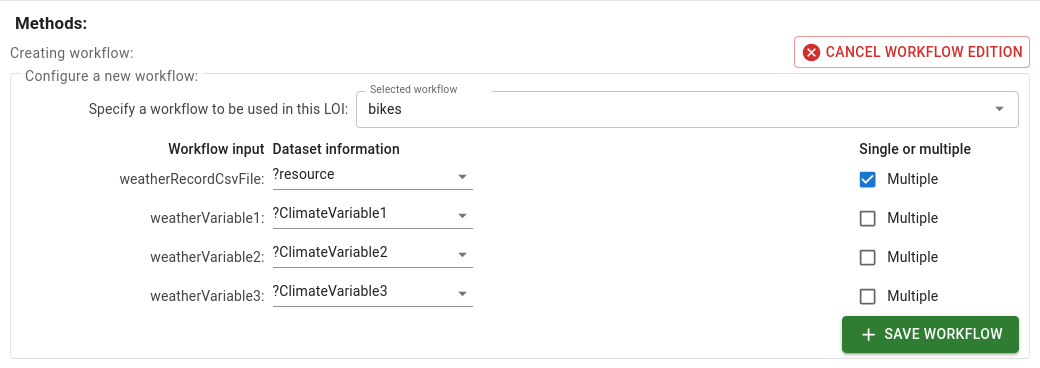 Methods:
Creating workflow:
CANCEL WORKFLOW EDITION
Configure a new workflow:
Selected workflow
Specify a workflow to be used in this LOI: bikes
Workflow input Dataset information Single or multiple
weatherRecordCsvFile: ?resource Multiple
weatherVariable1: ?ClimateVariable1 Multiple
weatherVariable2: ?ClimateVariable2 Multiple
weatherVariable3: ?ClimateVariable3 Multiple
+ SAVE WORKFLOW